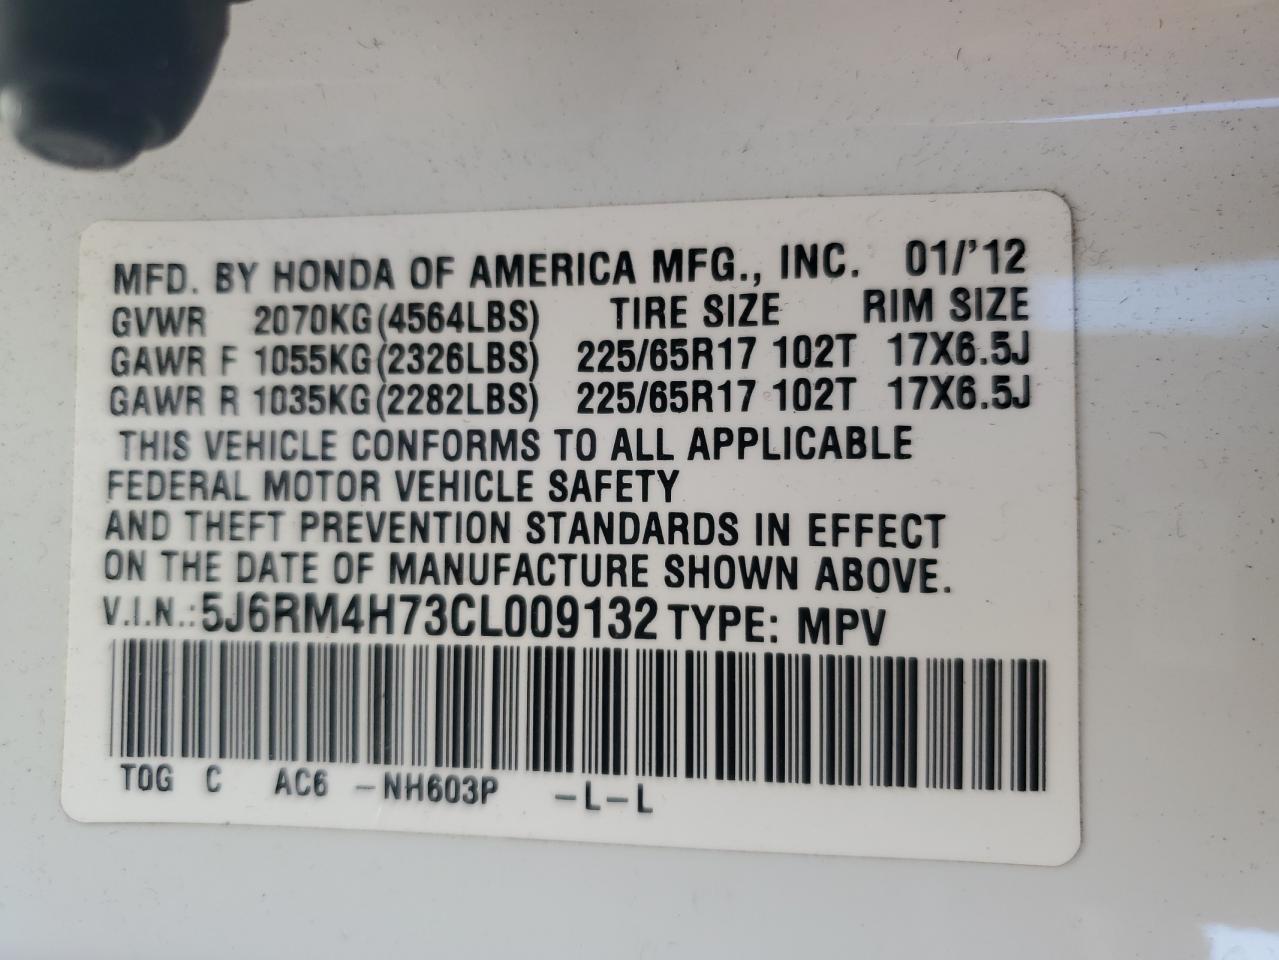 MFD. BY HONDA OF AMERICA MFG., INC. 01/'12
GVWR 2070KG(4564LBS) TIRE SIZE RIM SIZE
GAWR F 1055KG(2326LBS) 225/65R17 102T 17X6.5J
GAWR R 1035KG(2282LBS) 225/65R17 102T 17X6.5J
THIS VEHICLE CONFORMS TO ALL APPLICABLE
FEDERAL MOTOR VEHICLE SAFETY
AND THEFT PREVENTION STANDARDS IN EFFECT
ON THE DATE OF MANUFACTURE SHOWN ABOVE.
V.I.N.:5J6RM4H73CL009132 TYPE: MPV
T0G C AC6 -NH603P -L-L